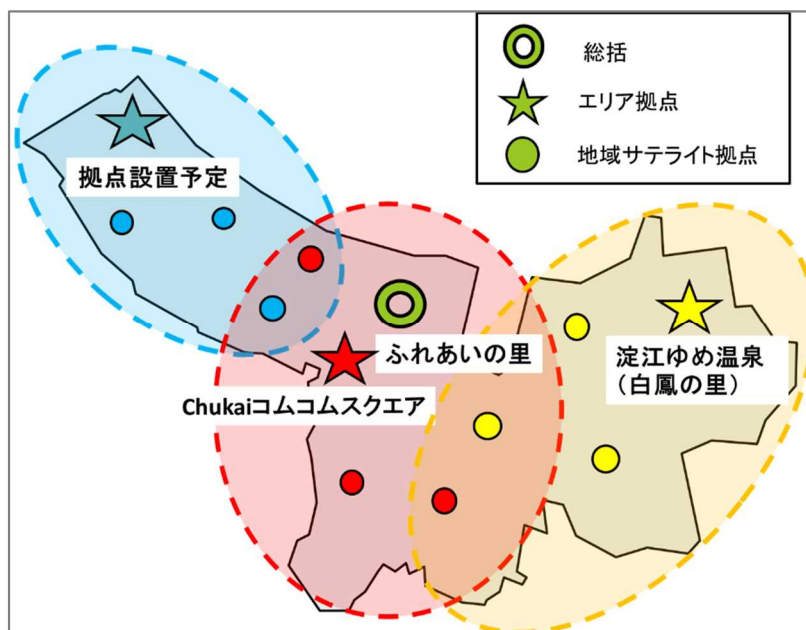 総括
エリア拠点
地域サテライト拠点
拠点設置予定
ふれあいの里
Chukaiコムコムスクエア
淀江ゆめ温泉
（白鳳の里）